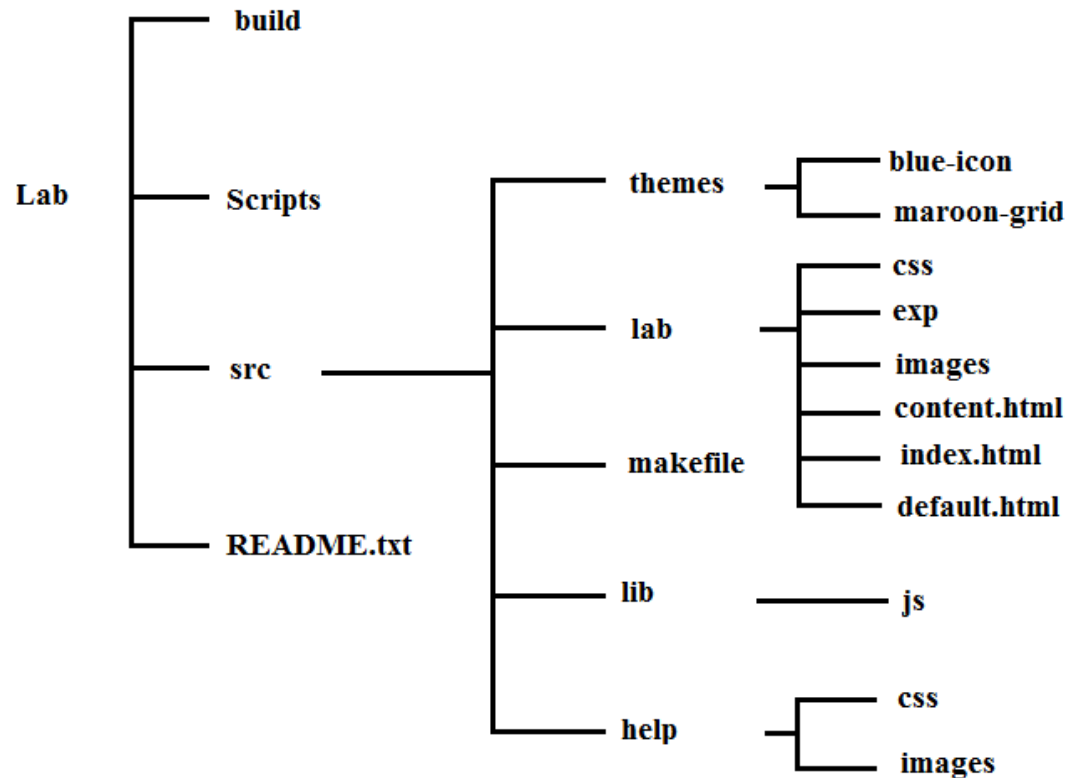 build
Lab
Scripts
src
README.txt
themes
blue-icon
maroon-grid
lab
css
exp
images
content.html
index.html
default.html
makefile
lib
js
help
css
images